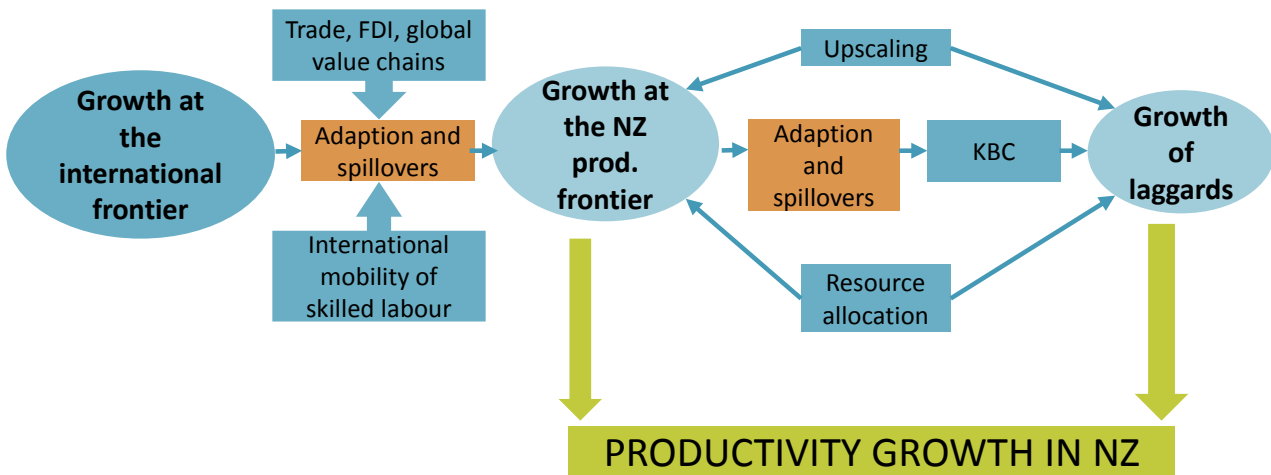 Trade, FDI, global
value chains
Growth at
the
international
frontier
Adaption and
spillovers
International
mobility of
skilled labour
Growth at
the NZ
prod.
frontier
Upscaling
Adaption
and
spillovers
KBC
Resource
allocation
Growth
of
laggards
PRODUCTIVITY GROWTH IN NZ